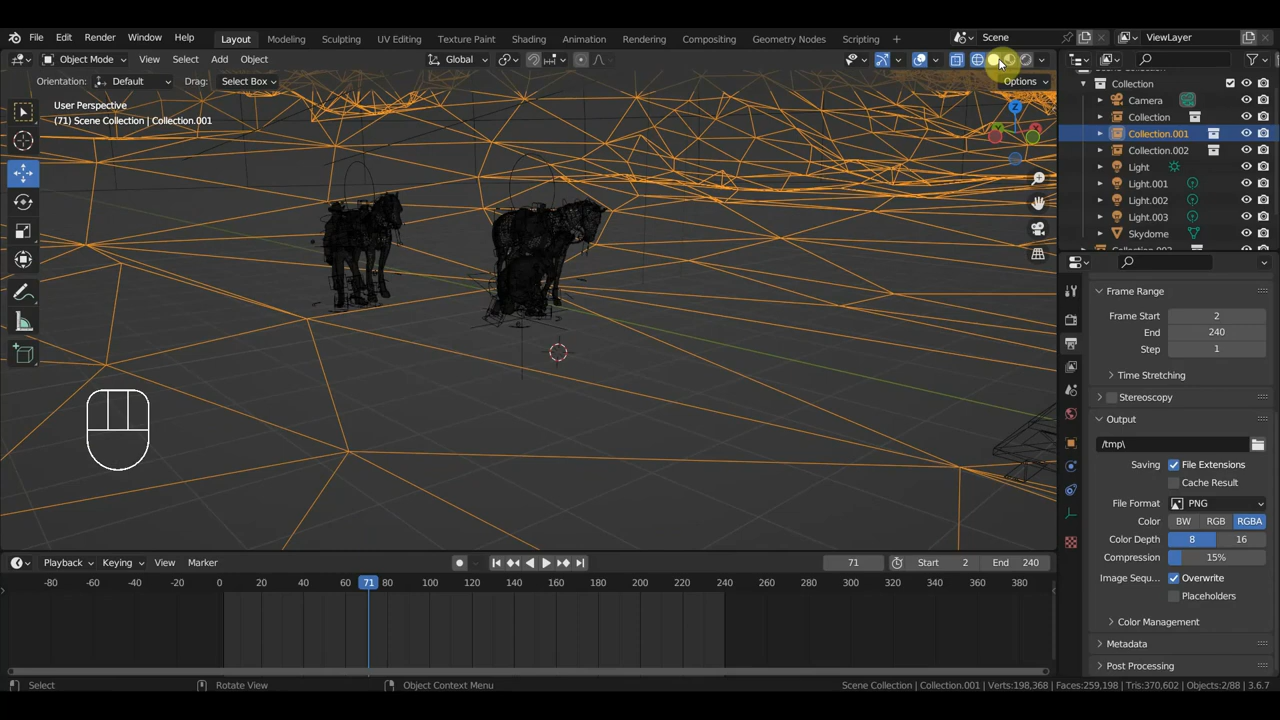 File Edit Render Window Help Layout Modeling Sculpting UV Editing Texture Paint Shading Animation Rendering Compositing Geometry Nodes Scripting + Scene ViewLayer
Object Mode View Select Add Object Global
Orientation: Default Drag: Select Box Options
User Perspective
(71) Scene Collection | Collection.001
Z
Collection
Camera
Collection
Collection.001
Collection.002
Light
Light.001
Light.002
Light.003
Skydome
Frame Range
Frame Start 2
End 240
Step 1
Time Stretching
Stereoscopy
Output
/tmp\
Saving File Extensions
Cache Result
File Format PNG
Color BW RGB RGBA
Color Depth 8 16
Compression 15%
Image Sequ... Overwrite
Placeholders
Color Management
Metadata
Post Processing
Playback Keying View Marker 71 Start 2 End 240
-80 -60 -40 -20 0 20 40 60 71 80 100 120 140 160 180 200 220 240 260 280 300 320 340 360 380
Select Rotate View Object Context Menu Scene Collection | Collection.001 | Verts:198,368 | Faces:259,198 | Tris:370,602 | Objects:2/88 | 3.6.7